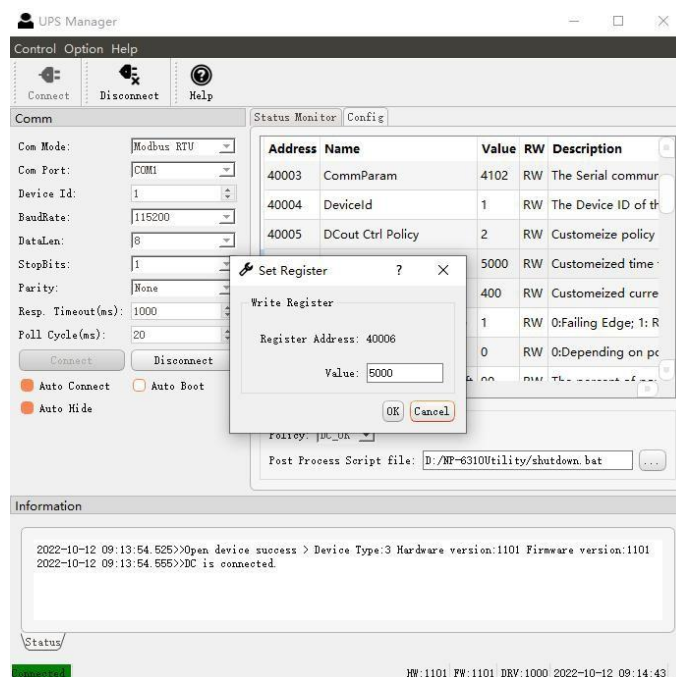 UPS Manager
Control Option Help
Connect Disconnect Help
Comm
Status Monitor Config
Com Mode: Modbus RTU
Com Port: COM1
Device Id: 1
BaudRate: 115200
DataLen: 8
StopBits: 1
Parity: None
Resp. Timeout(ms): 1000
Poll Cycle(ms): 20
Connect Disconnect
Auto Connect Auto Boot
Auto Hide
Address Name Value RW Description
40003 CommParam 4102 RW The Serial commun
40004 DeviceId 1 RW The Device ID of th
40005 DCout Ctrl Policy 2 RW Customeize policy
5000 RW Customeized time
400 RW Customeized curre
1 RW 0:Failing Edge; 1: R
0 RW 0:Depending on po
90 RW The percent of
Set Register ? ×
Write Regist
Register Address: 40006
Value: 5000
OK Cancel
Policy: DC_OK
Post Process Script file: D:/NP-6310Utility/shutdown.bat ...
Information
2022-10-12 09:13:54.525>>Open device success > Device Type:3 Hardware version:1101 Firmware version:1101
2022-10-12 09:13:54.555>>DC is connected.
Status
Connected
HW:1101 FW:1101 DRV:1000 2022-10-12 09:14:43